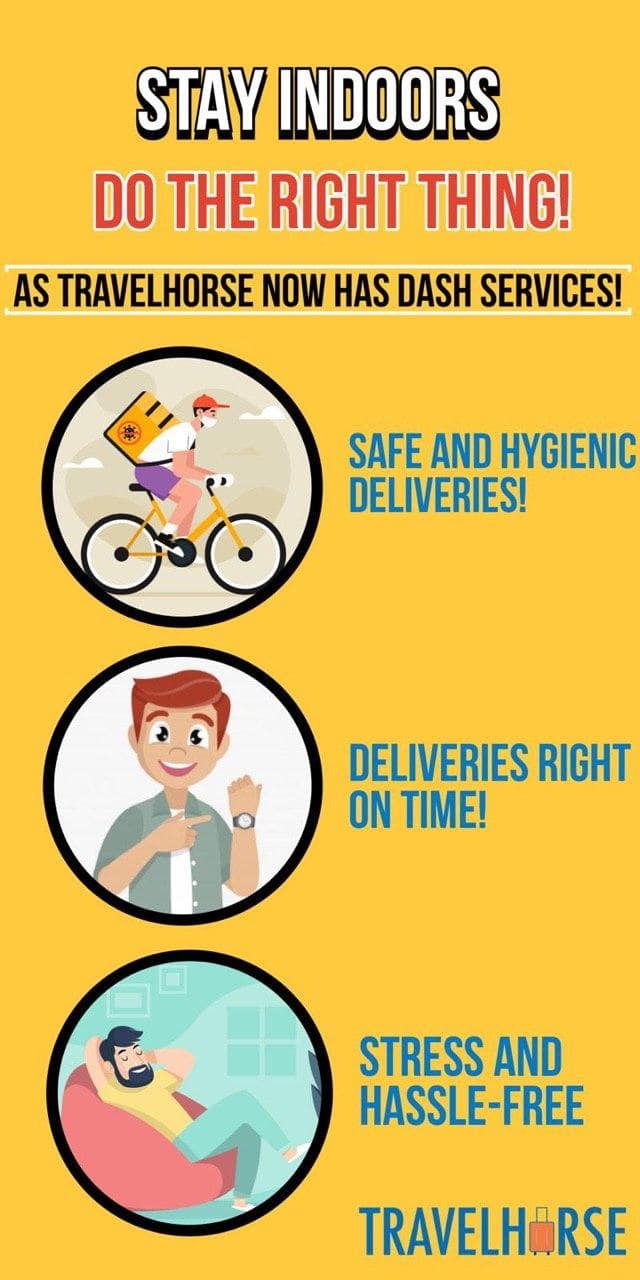 STAY INDOORS
DO THE RIGHT THING!
AS TRAVELHORSE NOW HAS DASH SERVICES!
SAFE AND HYGIENIC
DELIVERIES!
DELIVERIES RIGHT
ON TIME!
STRESS AND
HASSLE-FREE
TRAVELHORSE